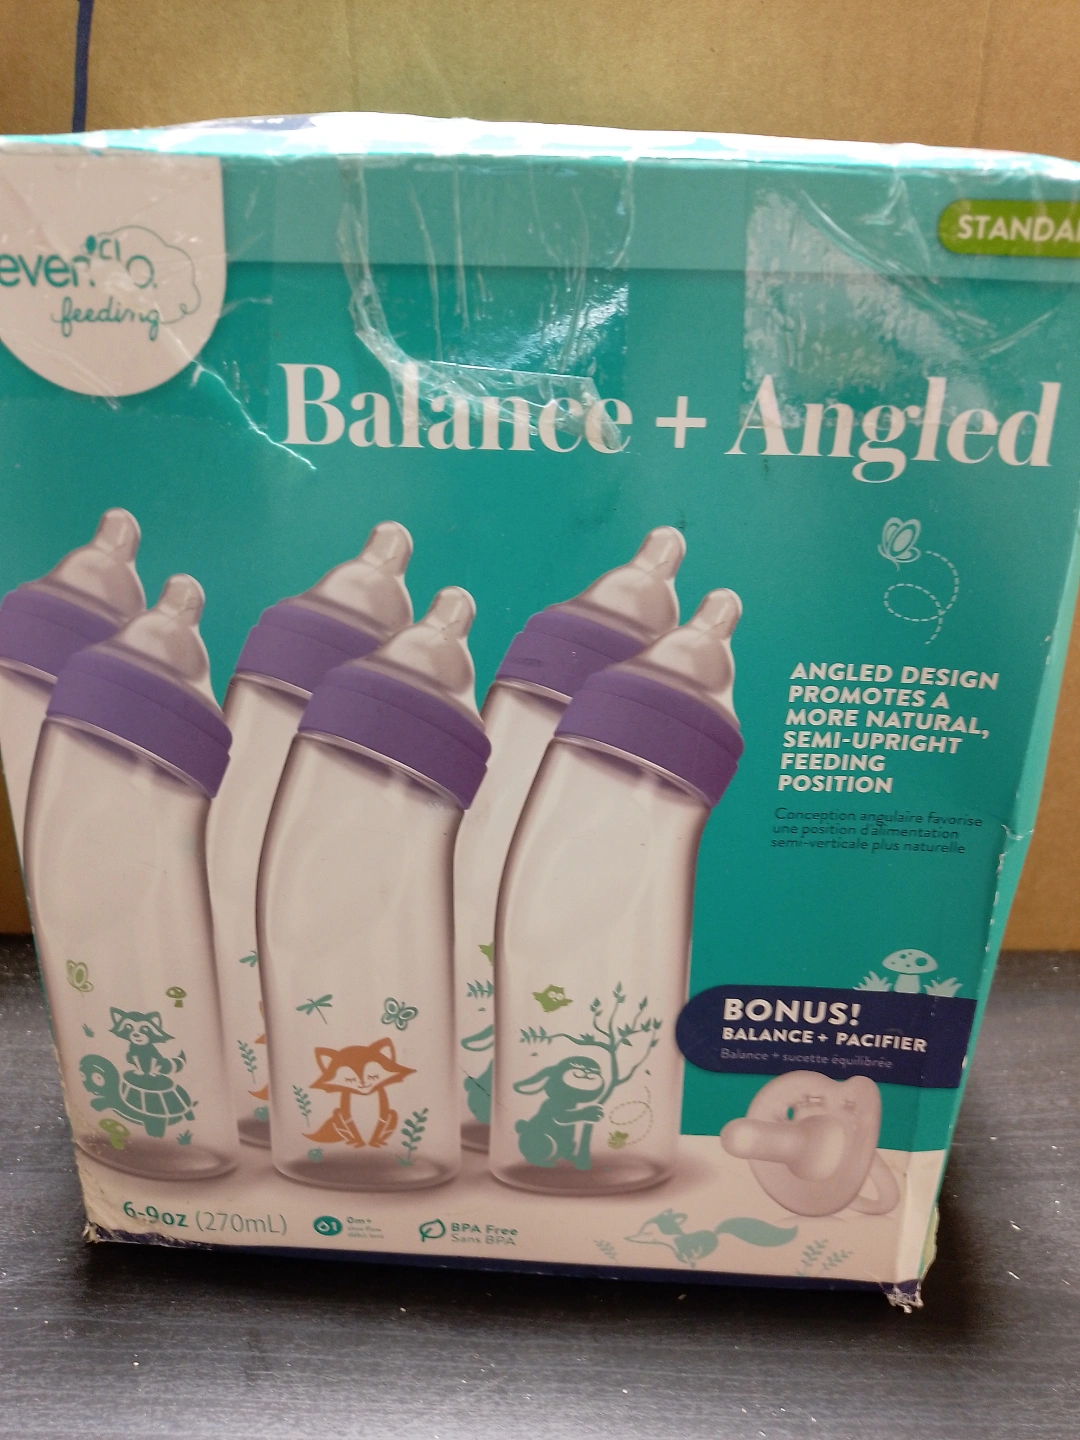 evenflo
feeding
Balance + Angled
ANGLED DESIGN
PROMOTES A
MORE NATURAL,
SEMI-UPRIGHT
FEEDING
POSITION
Conception angulaire favorise
une position d'alimentation
semi-verticale plus naturelle
BONUS!
BALANCE + PACIFIER
Balance + sucette équilibrée
6-9oz (270mL)
0m+
BPA Free
Sans BPA